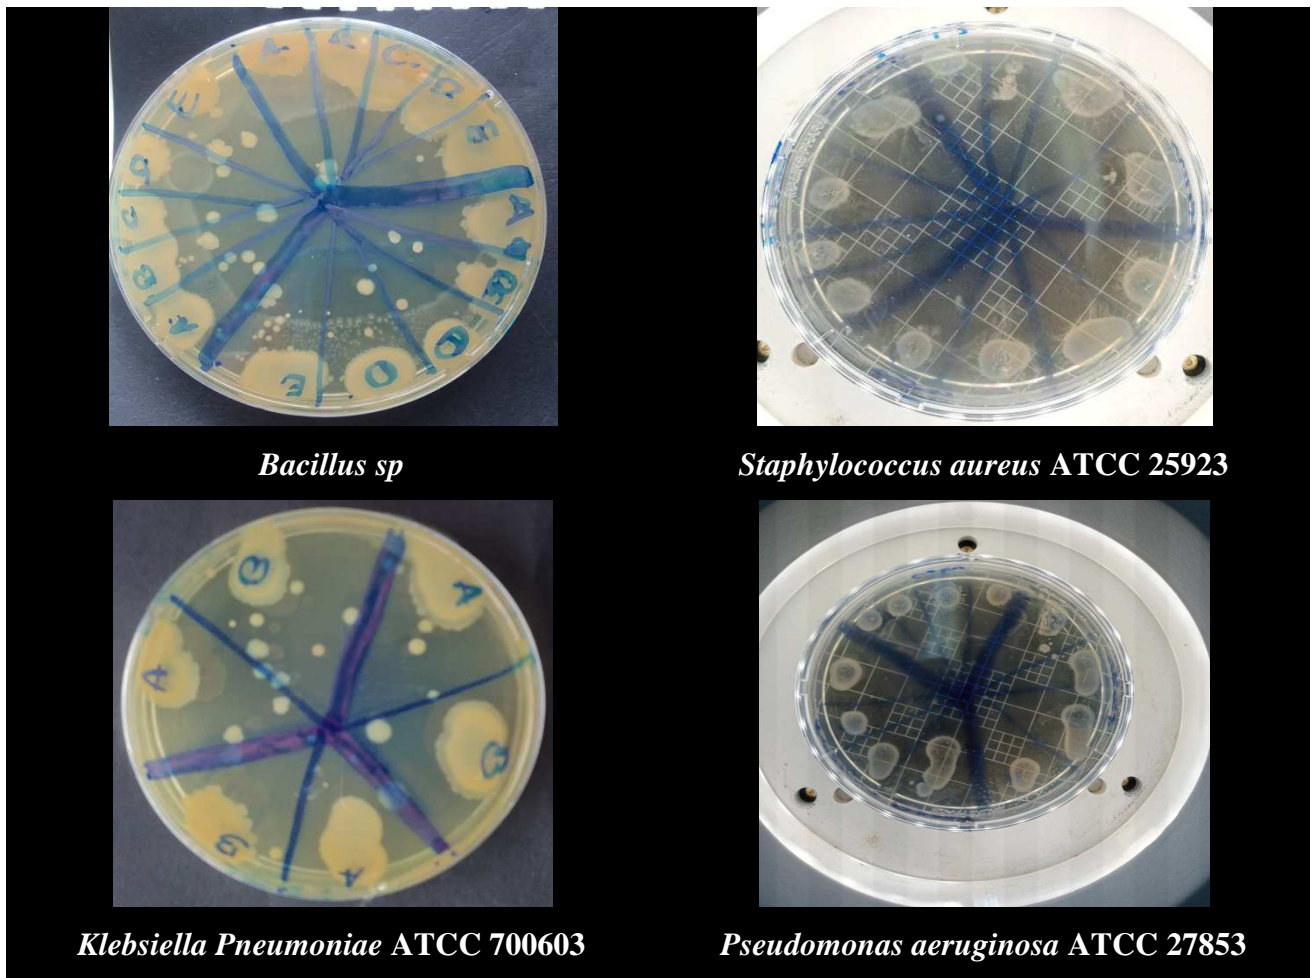 A
A
C
D
E
E
A
A
B
C
D
E
A
B
D
D
E
Bacillus sp
Staphylococcus aureus ATCC 25923
B
A
A
B
B
A
Klebsiella Pneumoniae ATCC 700603
Pseudomonas aeruginosa ATCC 27853